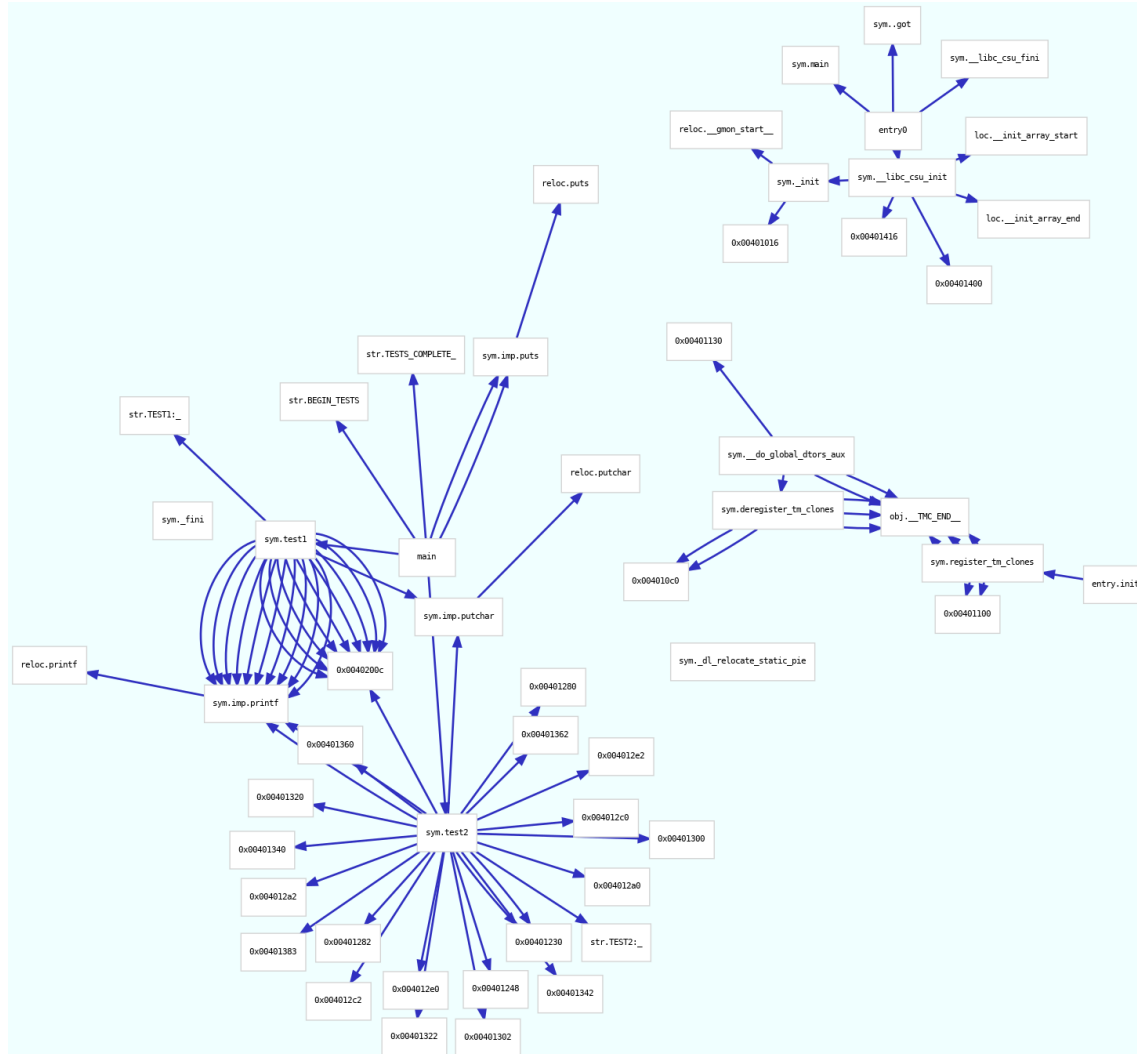 sym..got
sym.main
sym.__libc_csu_fini
reloc.__gmon_start__
entry0
loc.__init_array_start
reloc.puts
sym._init
sym.__libc_csu_init
loc.__init_array_end
0x00401016
0x00401416
0x00401400
0x00401130
str.TESTS_COMPLETE_
sym.imp.puts
str.BEGIN_TESTS
str.TEST1:_
sym.__do_global_dtors_aux
reloc.putchar
sym._fini
sym.deregister_tm_clones
obj.__TMC_END__
sym.test1
main
sym.register_tm_clones
0x004010c0
entry.init
sym.imp.putchar
0x00401100
reloc.printf
0x0040200c
sym._dl_relocate_static_pie
sym.imp.printf
0x00401280
0x00401360
0x00401362
0x004012e2
0x00401320
0x004012c0
sym.test2
0x00401300
0x00401340
0x004012a2
0x004012a0
0x00401383
0x00401282
0x00401230
str.TEST2:_
0x004012c2
0x004012e0
0x00401248
0x00401342
0x00401322
0x00401302